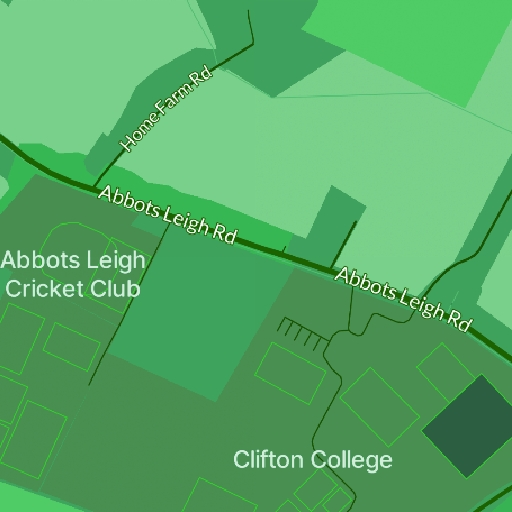 Home Farm Rd
Abbots Leigh Rd
Abbots Leigh
Cricket Club
Abbots Leigh Rd
Clifton College